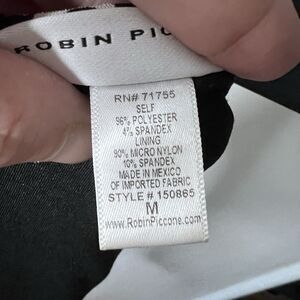 ROBIN PIC
RN# 71755
SELF
96% POLYESTER
4% SPANDEX
LINING
90% MICRO NYLON
10% SPANDEX
MADE IN MEXICO
OF IMPORTED FABRIC
STYLE # 150865
M
www.RobinPiccone.com